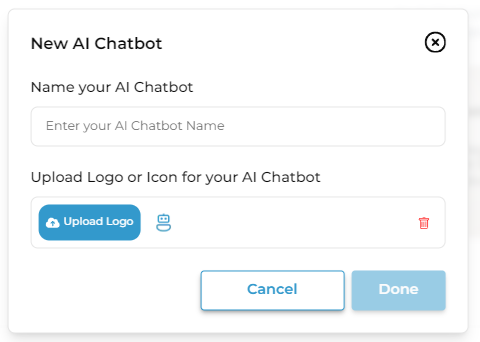 New AI Chatbot
Name your AI Chatbot
Enter your AI Chatbot Name
Upload Logo or Icon for your AI Chatbot
Upload Logo
Cancel Done